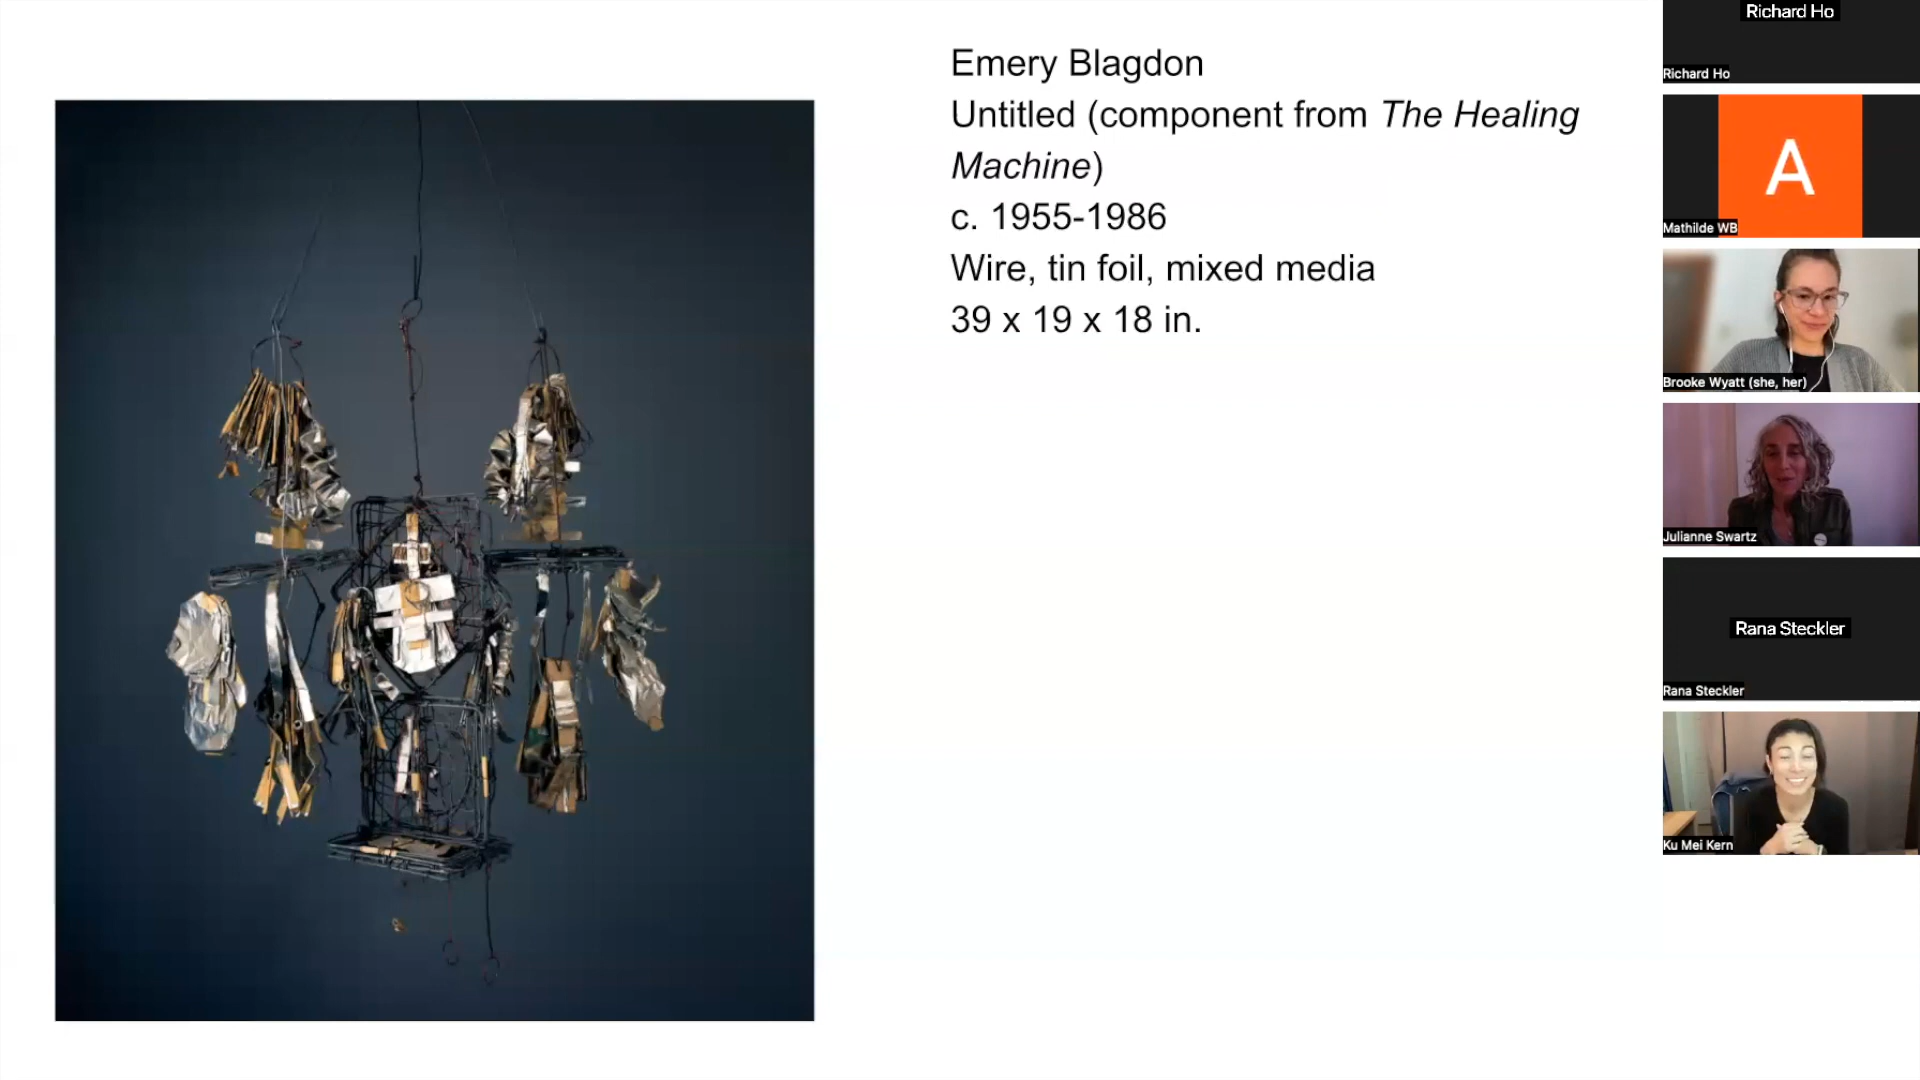 Emery Blagdon
Untitled (component from The Healing
Machine)
c. 1955-1986
Wire, tin foil, mixed media
39 x 19 x 18 in.
Richard Ho
Richard Ho
A
Mathilde WB
Brooke Wyatt (she, her)
Julianne Swartz
Rana Steckler
Rana Steckler
Ku Mei Kern